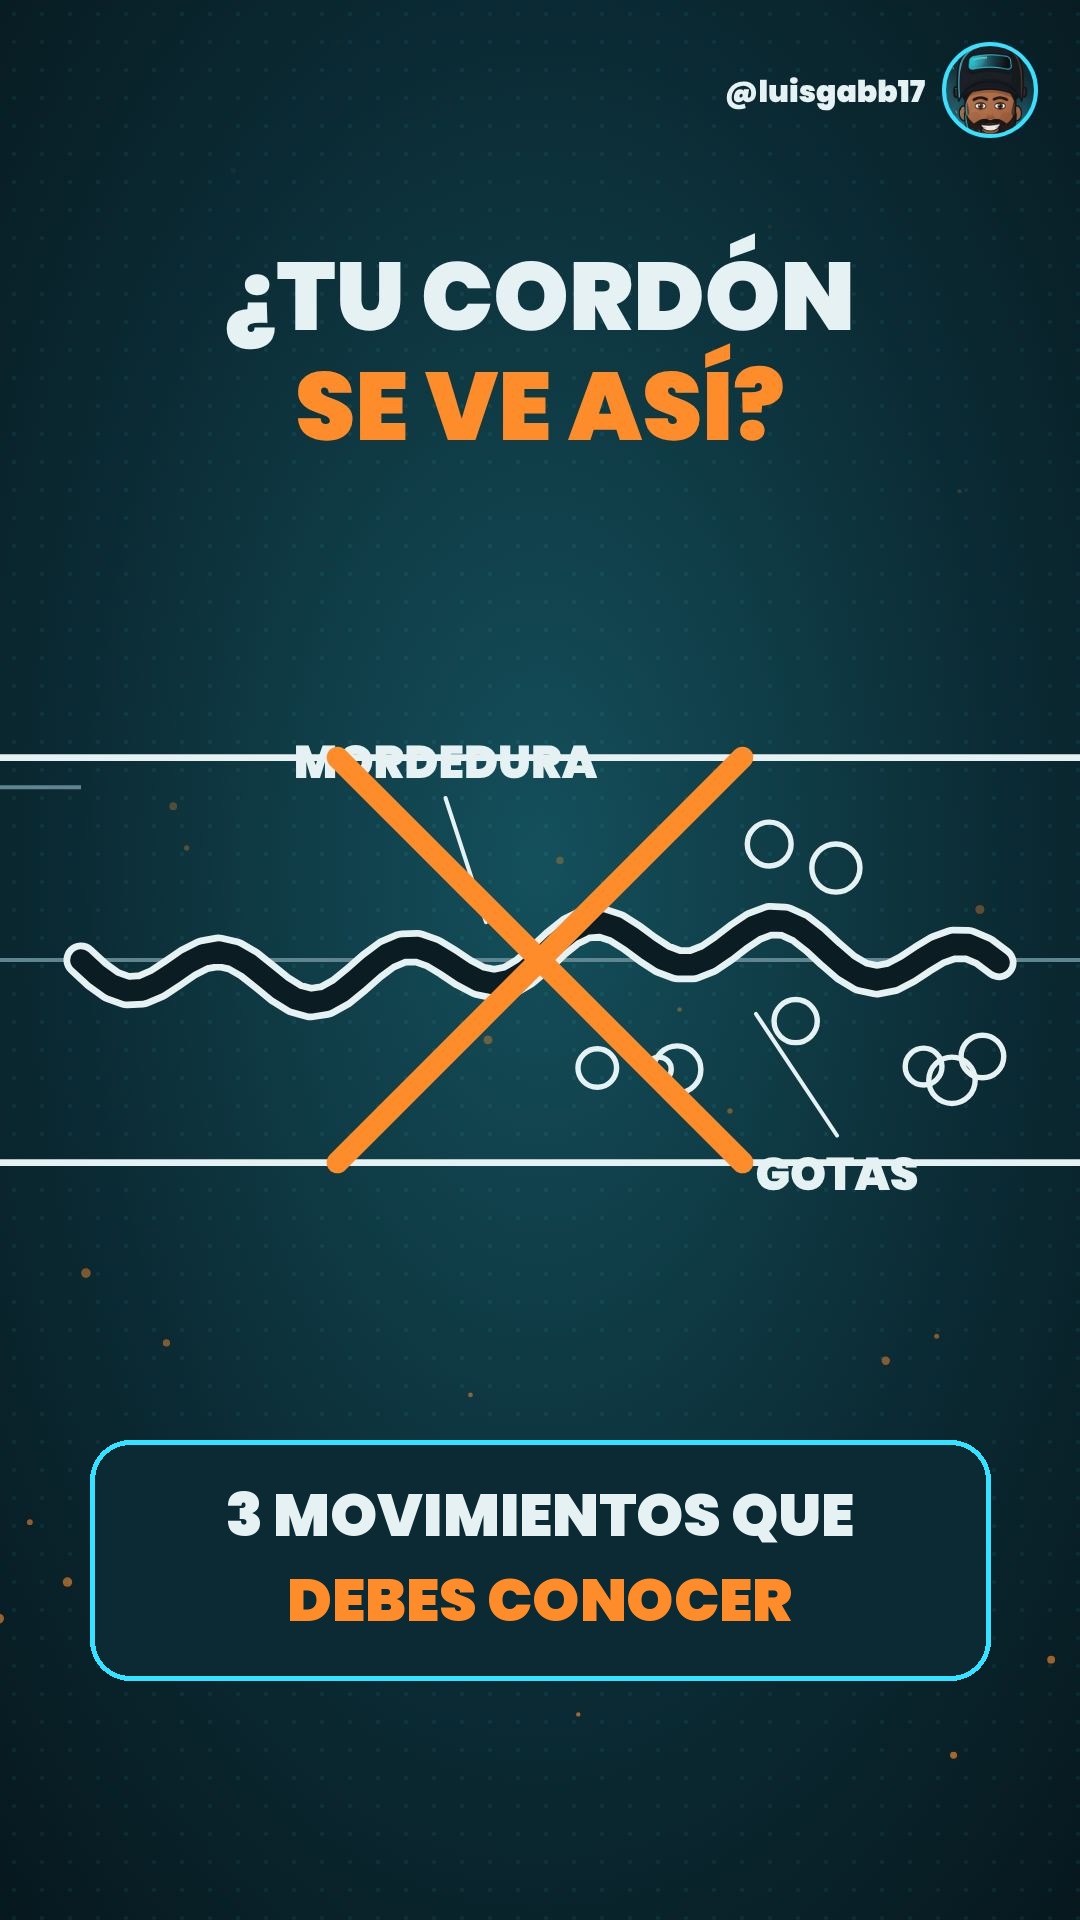 @luisgabb17
¿TU CORDÓN
SE VE ASÍ?
MORDEDURA
GOTAS
3 MOVIMIENTOS QUE
DEBES CONOCER